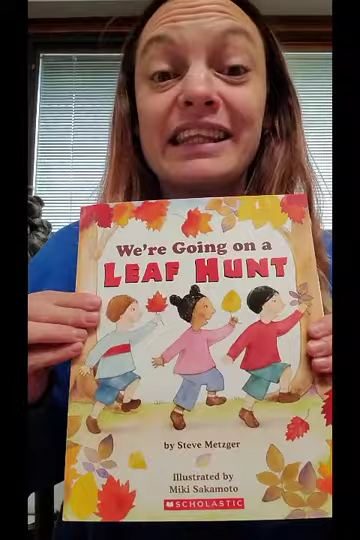 We're Going on a
LEAF HUNT
by Steve Metzger
Illustrated by
Miki Sakamoto
SCHOLASTIC